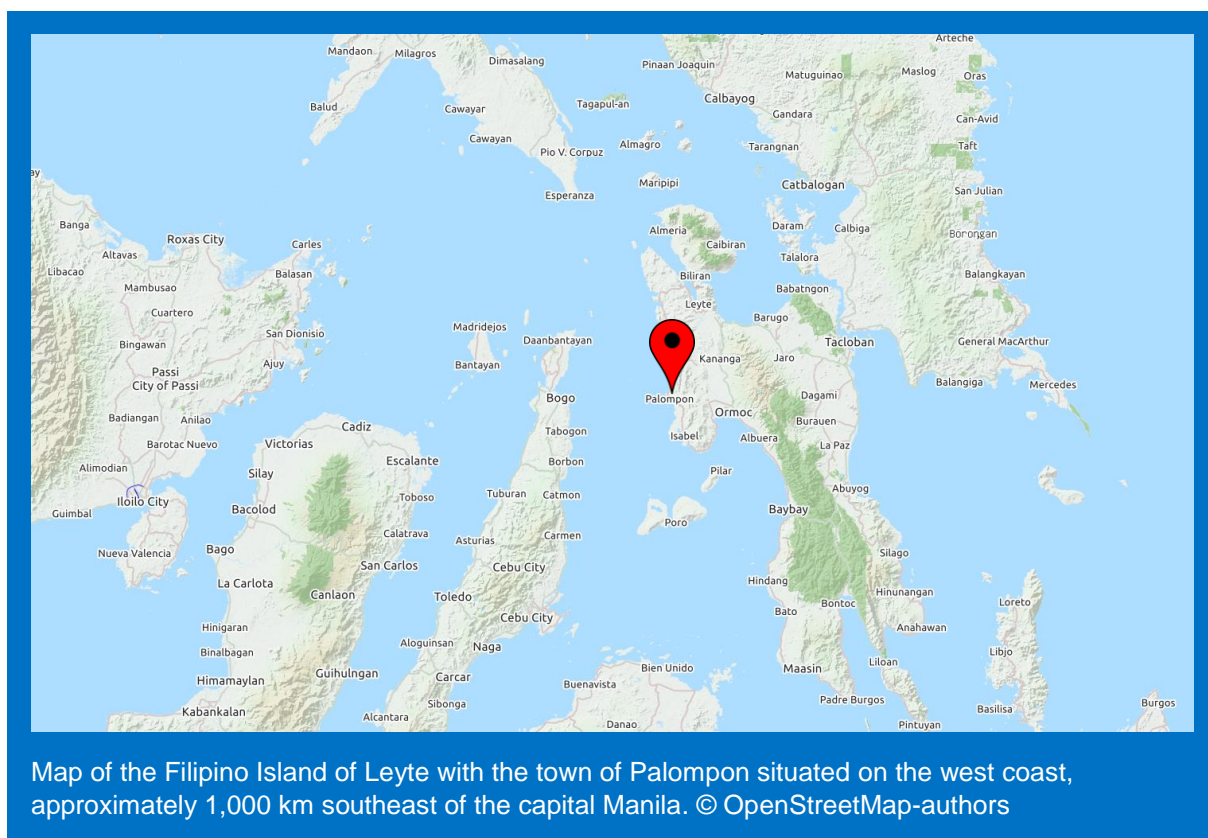 Arteche
Mandaon
Milagros
Dimasalang
Pinaan Joaquin
Matuguinao
Maslog
Oras
Balud
Cawayar
Tagapul-an
Calbayog
Gandara
Can-Avid
Cawayan
Pio V. Corpuz
Almagro
Tarangnan
Taft
ay
Esperanza
Maripipi
Catbalogan
San Julian
Banga
Roxas City
Carles
Almeria
Caibiran
Daram
Calbiga
Borongan
Altavas
Libacao
Balasan
Biliran
Talalora
Balangkayan
Mambusao
Babatngon
Cuartero
Leyte
Barugo
San Dionisio
Madridejos
Daanbantayan
Tacloban
General MacArthur
Bingawan
Ajuy
Bantayan
Kananga
Jaro
Passi
City of Passi
Bogo
Palompon
Dagami
Balangiga
Mercedes
Badiangan
Anilao
Cadiz
Ormoc
Burauen
Barotac Nuevo
Victorias
Tabogon
Isabel
Albuera
La Paz
Alimodian
Silay
Escalante
Borbon
Pilar
Iloilo City
Toboso
Tuburan
Catmon
Abuyog
Guimbal
Bacolod
Poro
Baybay
Nueva Valencia
Bago
Calatrava
Asturias
Carmen
Silago
La Carlota
San Carlos
Cebu City
Hindang
Canlaon
Toledo
Hinunangan
Loreto
Hinigaran
Cebu City
Bato
Bontoc
Anahawan
Binalbagan
Aloguinsan
Naga
Libjo
Himamaylan
Guihulngan
Carcar
Bien Unido
Maasin
Liloan
Buenavista
Kabankalan
Alcantara
Sibonga
Danao
Padre Burgos
Pintuyan
Basilisa
Burgos
Map of the Filipino Island of Leyte with the town of Palompon situated on the west coast,
approximately 1,000 km southeast of the capital Manila. © OpenStreetMap-authors